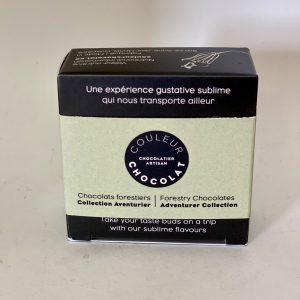 Une expérience gustative sublime
qui nous transporte ailleur
COULEUR
CHOCOLATIER
ARTISAN
CHOCOLAT
Chocolats forestiers
Collection Aventurier
Forestry Chocolates
Adventurer Collection
Take your taste buds on a trip
with our sublime flavours